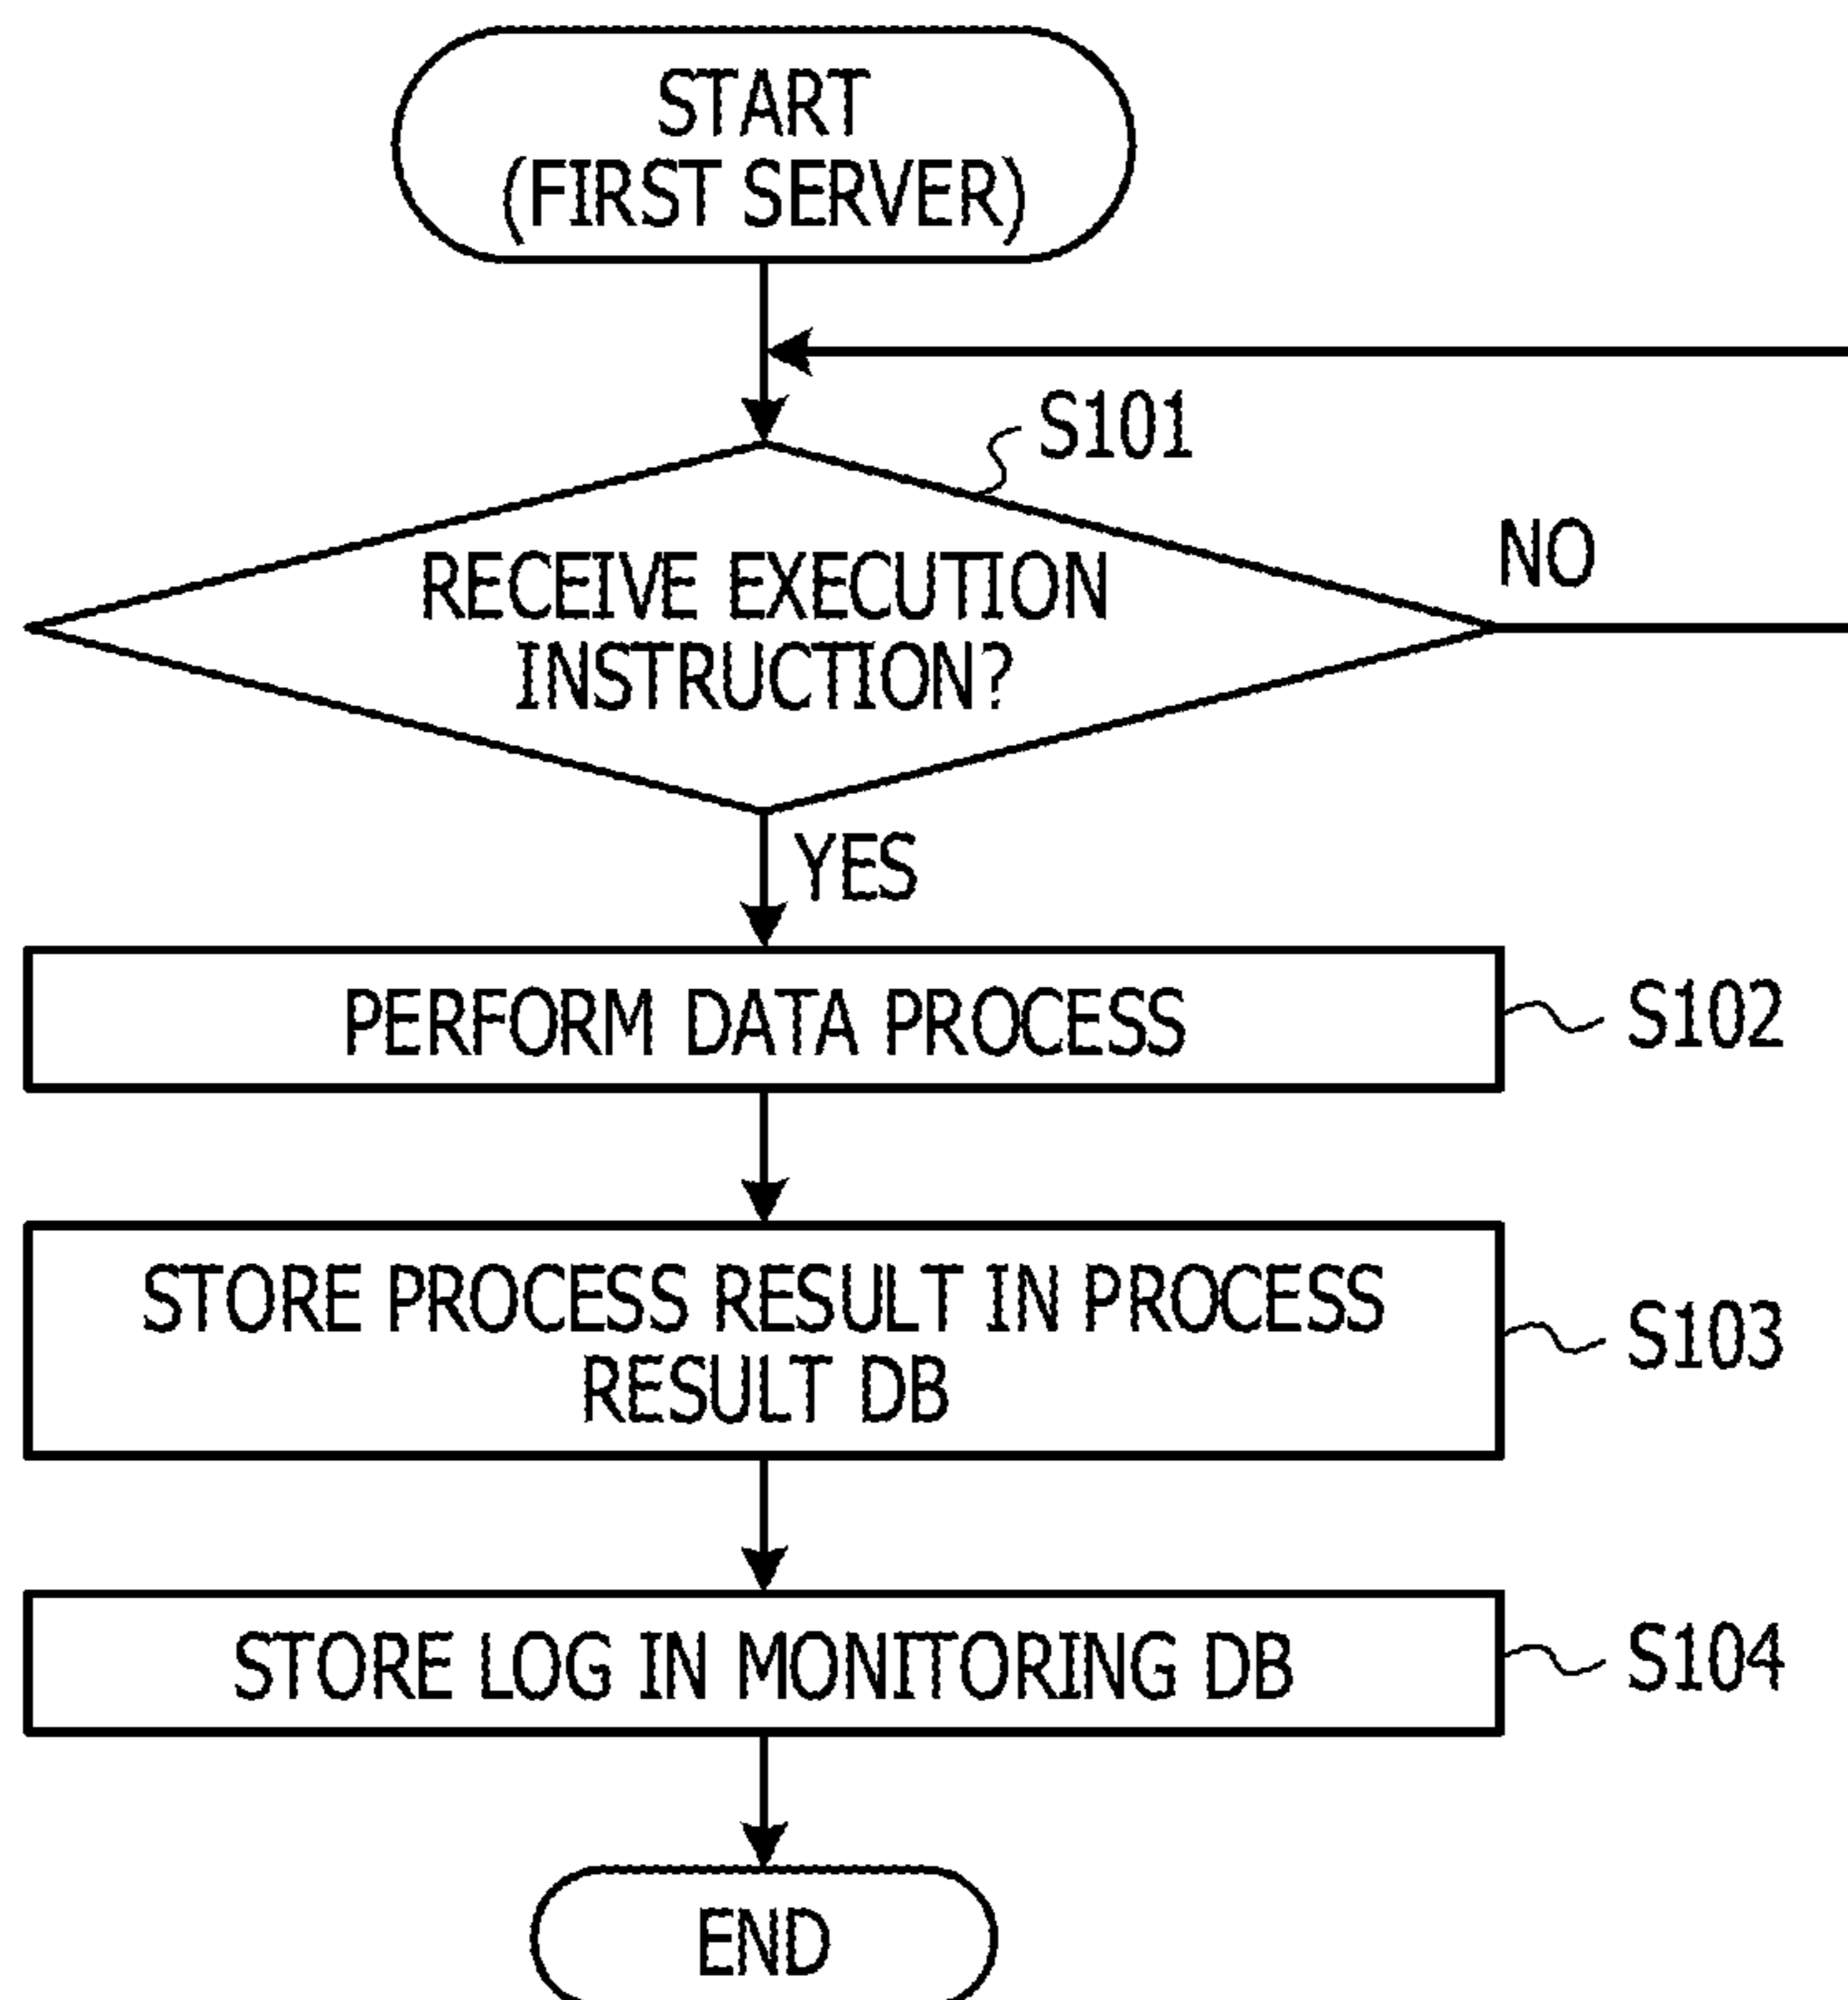 START
(FIRST SERVER)
S101
RECEIVE EXECUTION
INSTRUCTION?
NO
YES
PERFORM DATA PROCESS
S102
STORE PROCESS RESULT IN PROCESS
RESULT DB
S103
STORE LOG IN MONITORING DB
S104
END